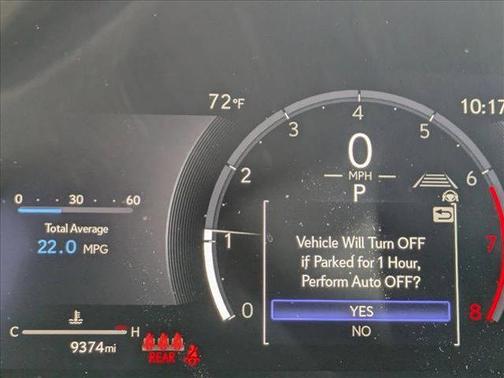 72°F
10:17
4
3
5
0
2
MPH
6
P
0 30 60
Total Average
22.0 MPG
1
Vehicle Will Turn OFF
if Parked for 1 Hour,
Perform Auto OFF?
7
YES
0
8
NO
C H
9374mi
REAR